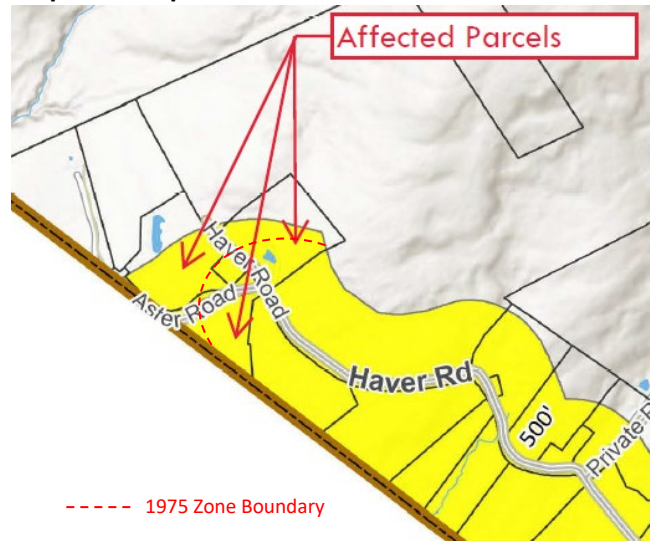 Affected Parcels
Haver Road
Aster Road
Haver Rd
500'
Private R
1975 Zone Boundary